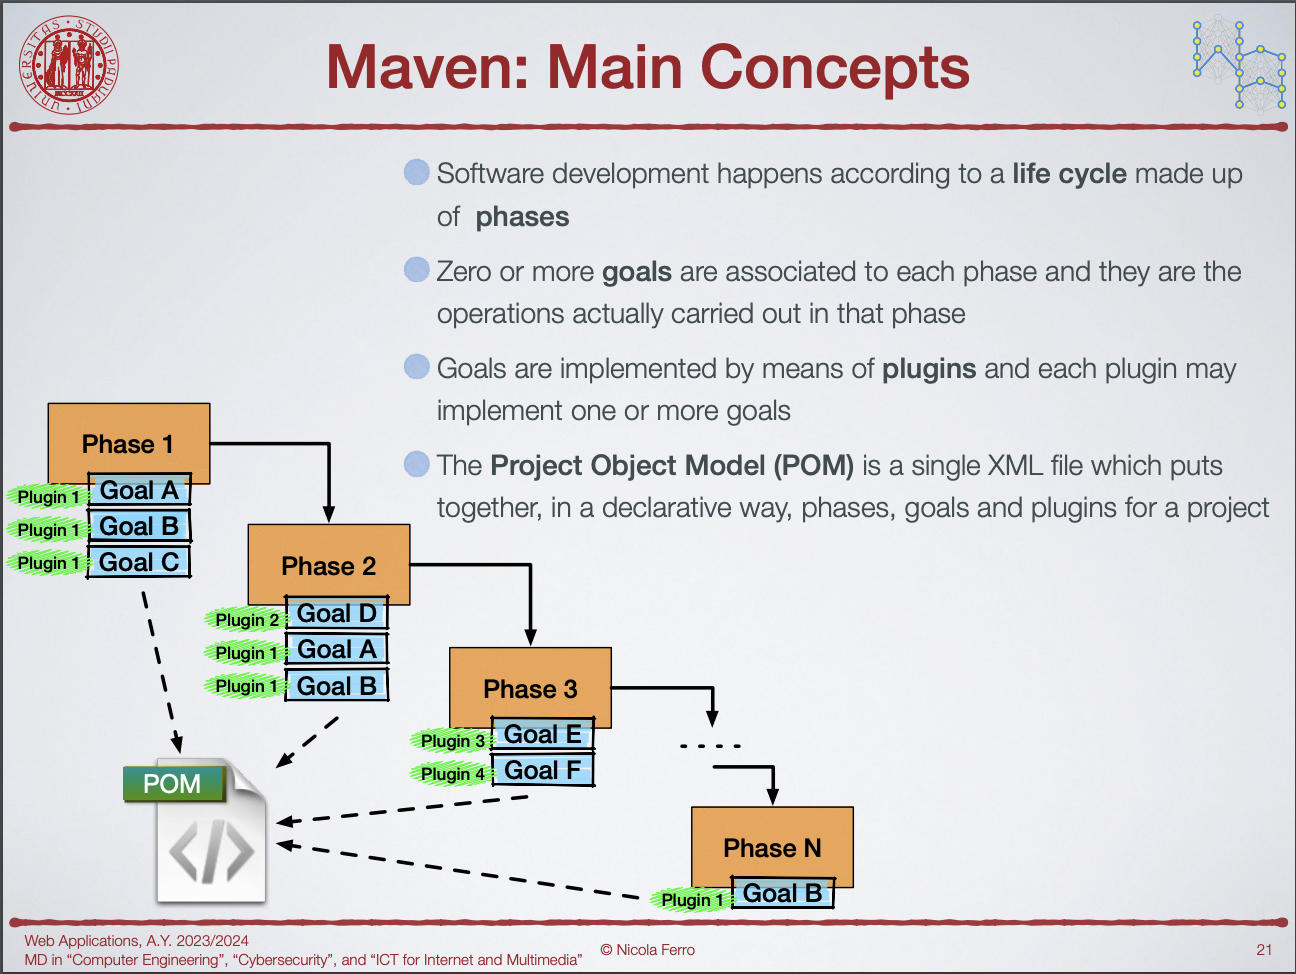 Maven: Main Concepts
Software development happens according to a life cycle made up
of phases
Zero or more goals are associated to each phase and they are the
operations actually carried out in that phase
Goals are implemented by means of plugins and each plugin may
implement one or more goals
The Project Object Model (POM) is a single XML file which puts
together, in a declarative way, phases, goals and plugins for a project
Phase 1
Plugin 1 Goal A
Plugin 1 Goal B
Plugin 1 Goal C
Phase 2
Plugin 2 Goal D
Plugin 1 Goal A
Plugin 1 Goal B
Phase 3
Plugin 3 Goal E
Plugin 4 Goal F
. . . .
Phase N
Plugin 1 Goal B
POM
</>
Web Applications, A.Y. 2023/2024
MD in “Computer Engineering”, “Cybersecurity”, and “ICT for Internet and Multimedia”
© Nicola Ferro
21